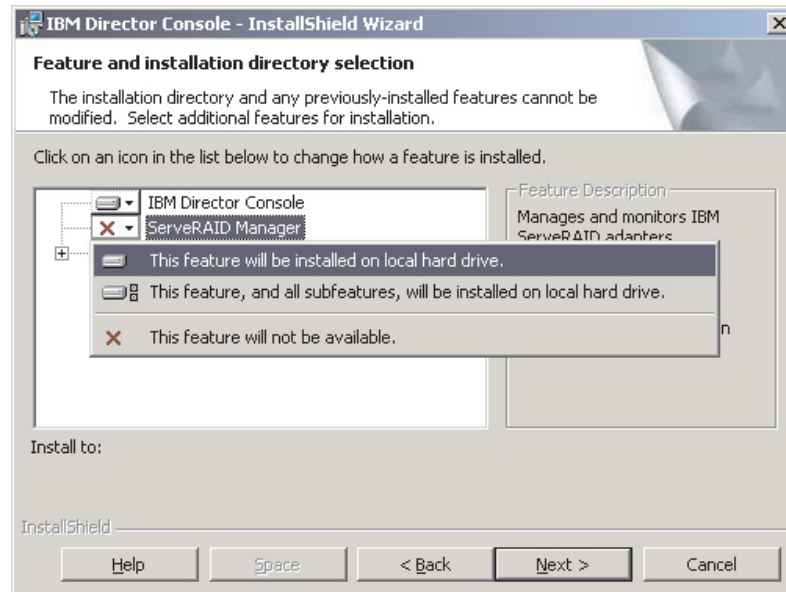 IBM Director Console - InstallShield Wizard
Feature and installation directory selection
The installation directory and any previously-installed features cannot be
modified. Select additional features for installation.
Click on an icon in the list below to change how a feature is installed.
Feature Description
IBM Director Console
Manages and monitors IBM
ServeRAID Manager
ServeRAID adapters
This feature will be installed on local hard drive.
This feature, and all subfeatures, will be installed on local hard drive.
This feature will not be available.
n
Install to:
InstallShield
Help
Space
< Back
Next >
Cancel